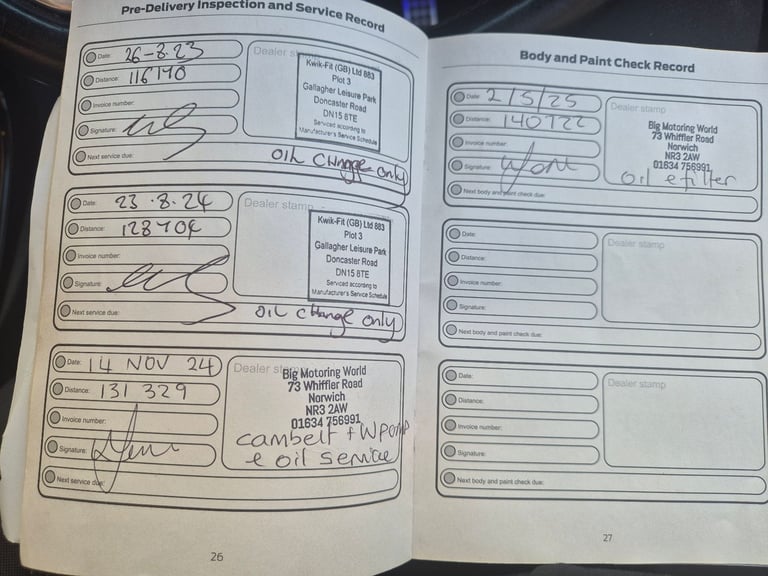 Pre-Delivery Inspection and Service Record
Date: 26-8-23
Distance: 116170
Invoice number:
Signature:
Next service due:
Dealer stamp
Kwik-Fit (GB) Ltd 883
Plot 3
Gallagher Leisure Park
Doncaster Road
DN15 8TE
Serviced according to
Manufacturer's Service Schedule
OIL CHANGE only
Date: 23.8.24
Distance: 128704
Invoice number:
Signature:
Next service due:
Dealer stamp
Kwik-Fit (GB) Ltd 883
Plot 3
Gallagher Leisure Park
Doncaster Road
DN15 8TE
Serviced according to
Manufacturer's Service Schedule
OIL CHANGE only
Date: 14 NOV 24
Distance: 131 329
Invoice number:
Signature:
Next service due:
Dealer stamp
Big Motoring World
73 Whiffler Road
Norwich
NR3 2AW
01634 756991
cambelt + WPOMP
& oil service
26
Body and Paint Check Record
Date: 2/5/25
Distance: 140722
Invoice number:
Signature:
Next body and paint check due:
Dealer stamp
Big Motoring World
73 Whiffler Road
Norwich
NR3 2AW
01634 756991
oil & filter
Date:
Distance:
Invoice number:
Signature:
Next body and paint check due:
Dealer stamp
Date:
Distance:
Invoice number:
Signature:
Next body and paint check due:
Dealer stamp
27